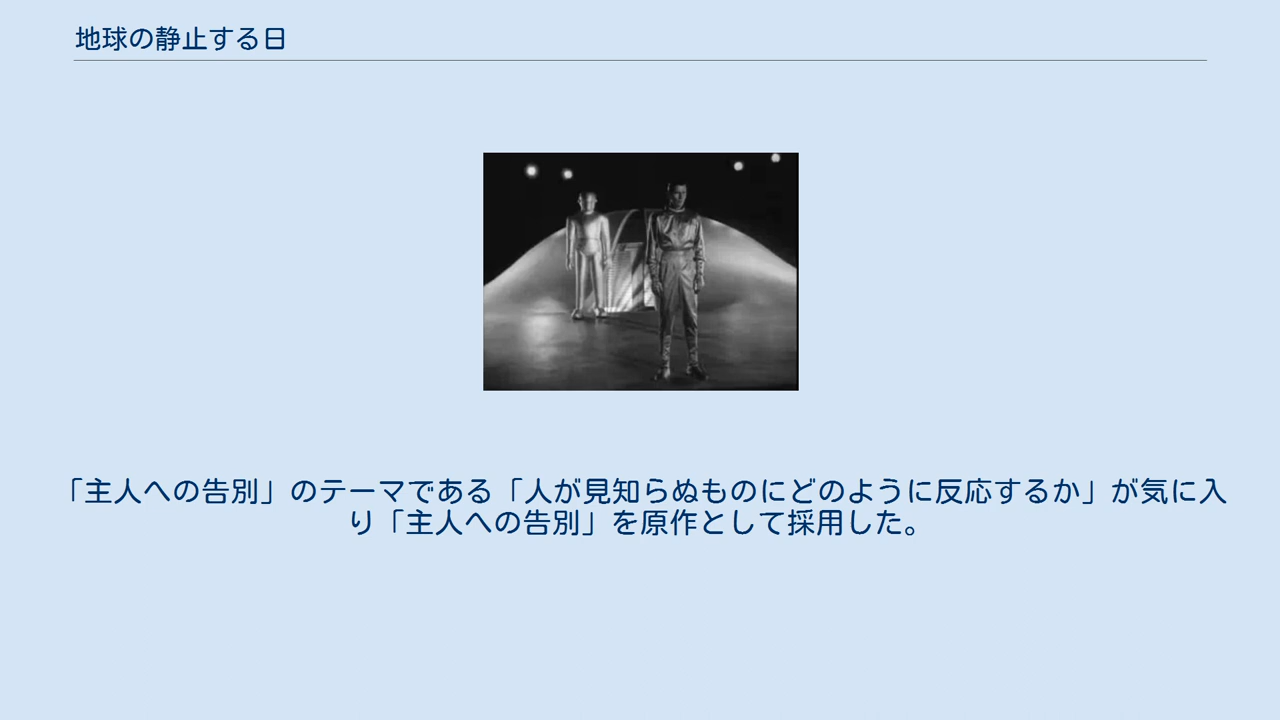 地球の静止する日
「主人への告別」のテーマである「人が見知らぬものにどのように反応するか」が気に入
り「主人への告別」を原作として採用した。